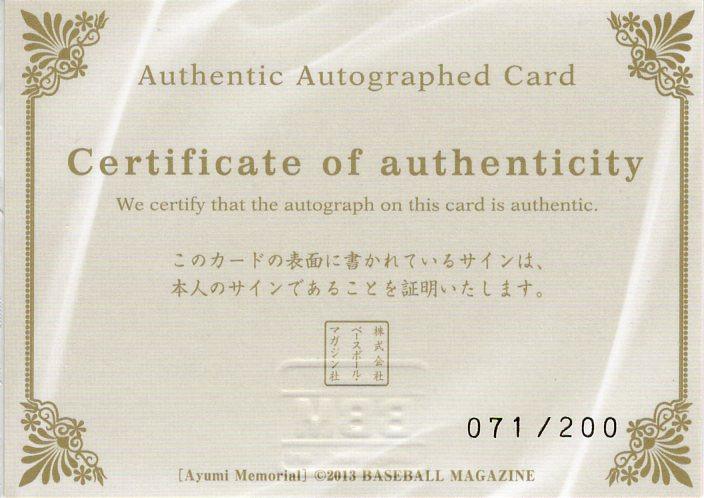 Authentic Autographed Card
Certificate of authenticity
We certify that the autograph on this card is authentic.
このカードの表面に書かれているサインは、
本人のサインであることを証明いたします。
株式会社
ベースボール・
マガジン社
BBM
071/200
[Ayumi Memorial] ©2013 BASEBALL MAGAZINE